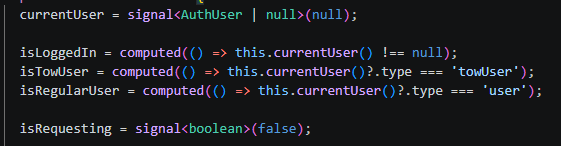 currentUser = signal<AuthUser | null>(null);
isLoggedIn = computed(() => this.currentUser() !== null);
isTowUser = computed(() => this.currentUser()?.type === 'towUser');
isRegularUser = computed(() => this.currentUser()?.type === 'user');
isRequesting = signal<boolean>(false);